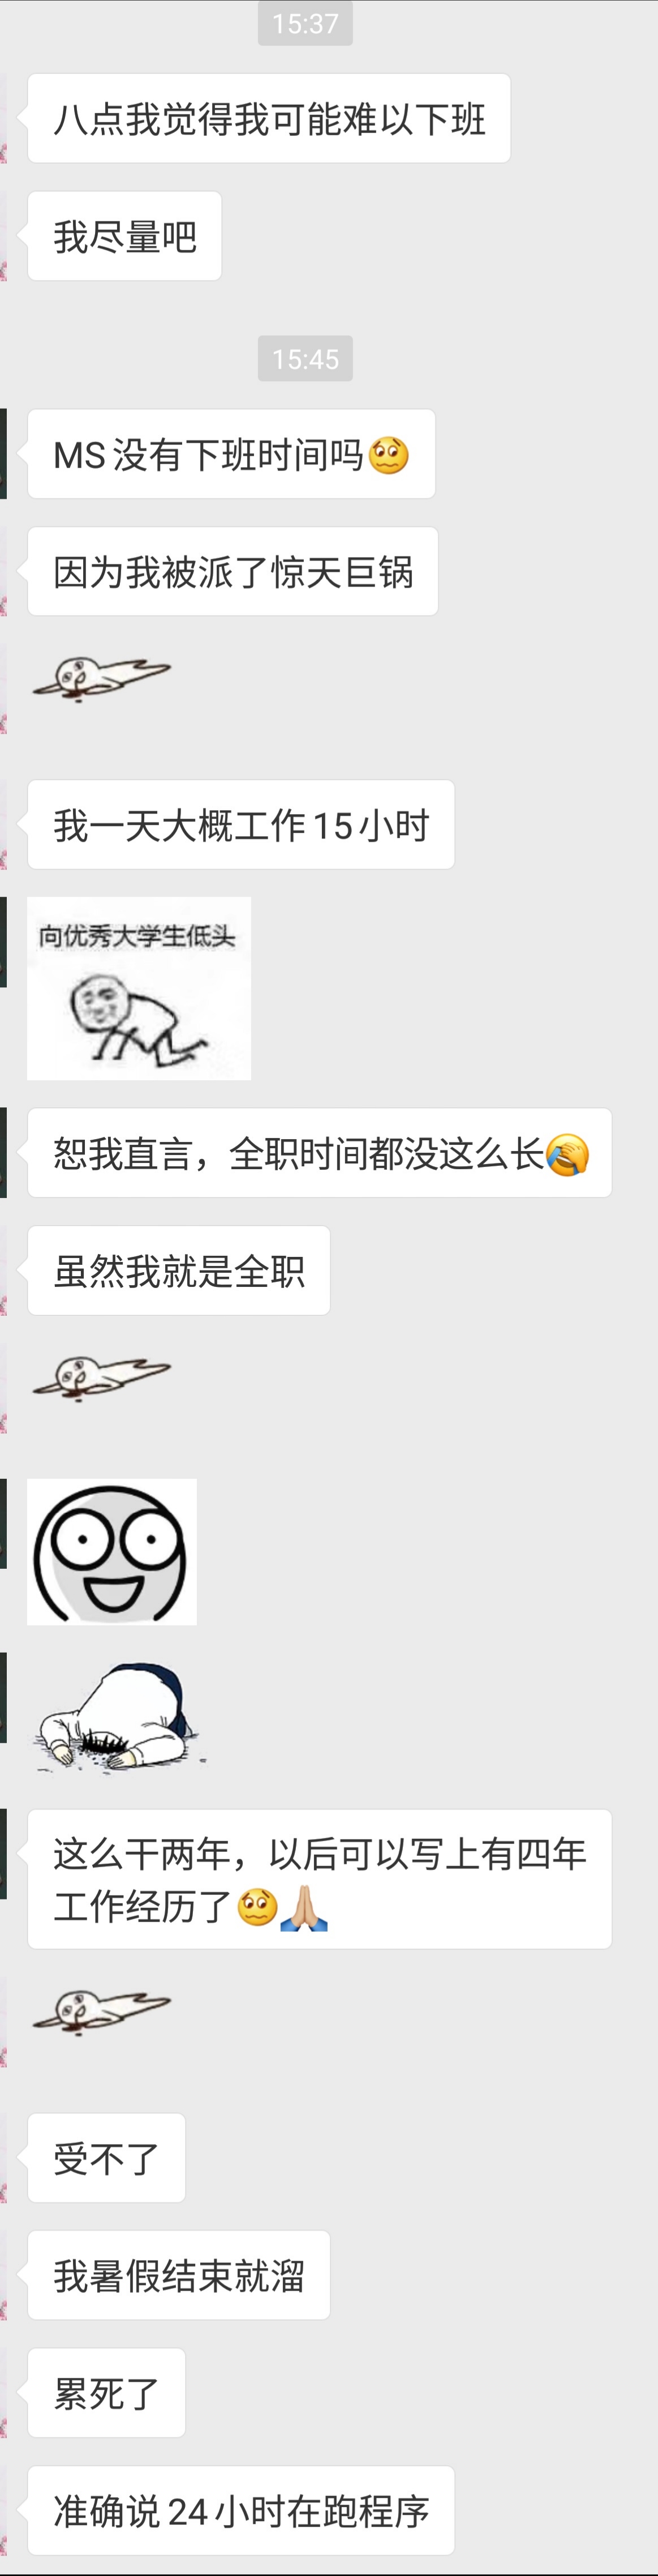 15:37
八点我觉得我可能难以下班
我尽量吧
15:45
MS没有下班时间吗
因为我被派了惊天巨锅
我一天大概工作15小时
向优秀大学生低头
恕我直言，全职时间都没这么长
虽然我就是全职
这么干两年，以后可以写上有四年
工作经历了
受不了
我暑假结束就溜
累死了
准确说24小时在跑程序